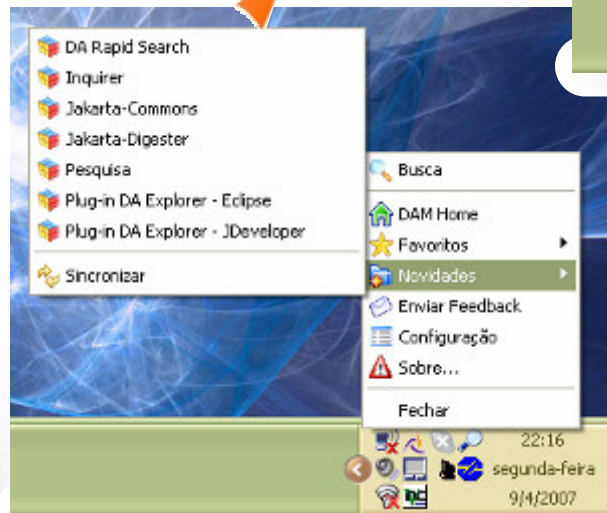 DA Rapid Search
Inquirer
Jakarta-Commons
Jakarta-Digester
Pesquisa
Plug-in DA Explorer - Eclipse
Plug-in DA Explorer - JDeveloper
Sincronizar
Busca
DAM Home
Favoritos
Novidades
Enviar Feedback
Configuração
Sobre...
Fechar
22:16
segunda-feira
9/4/2007